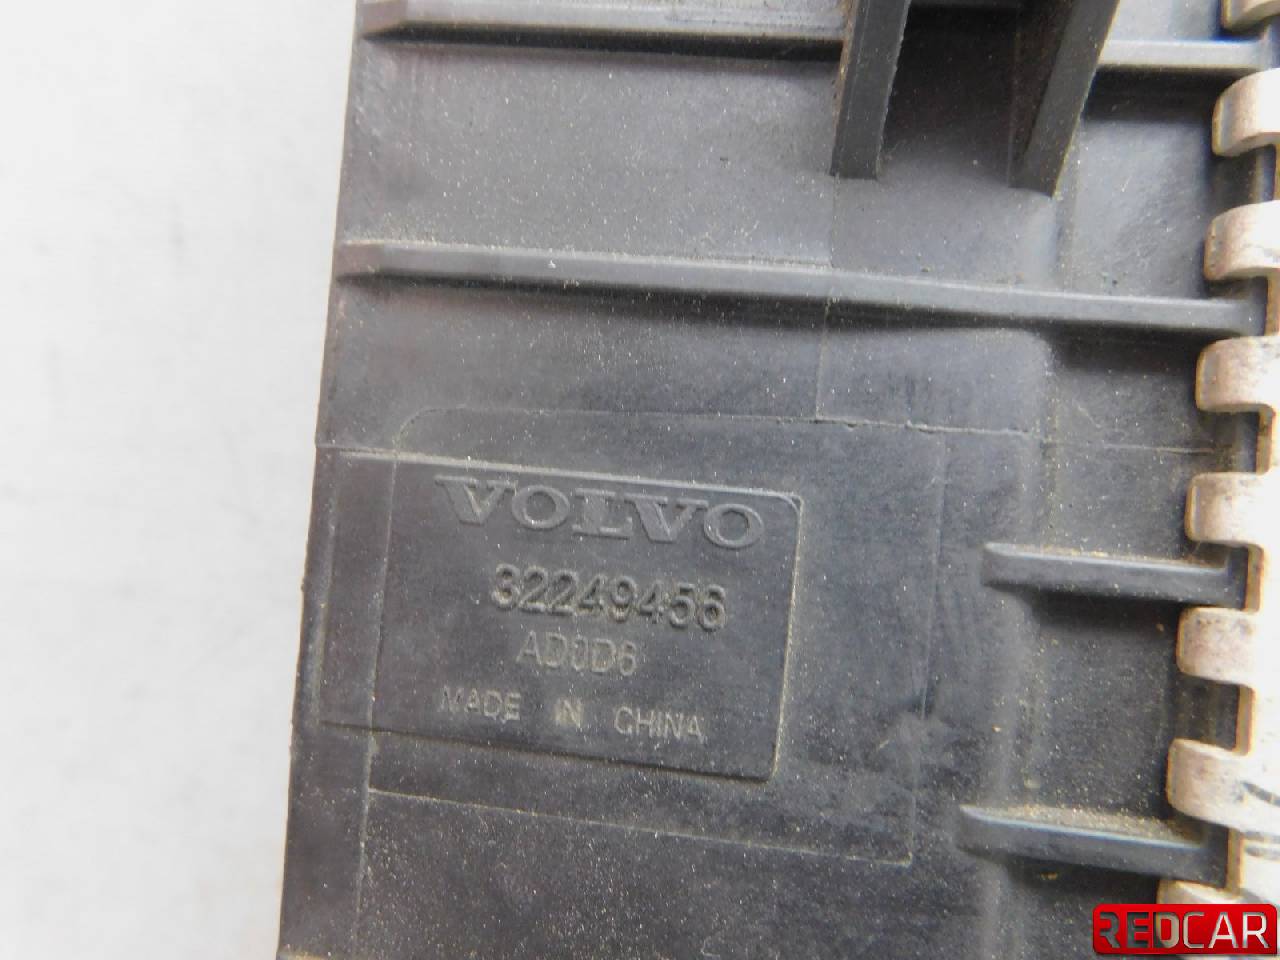 VOLVO
32249456
AD0D6
MADE IN CHINA
REDCAR